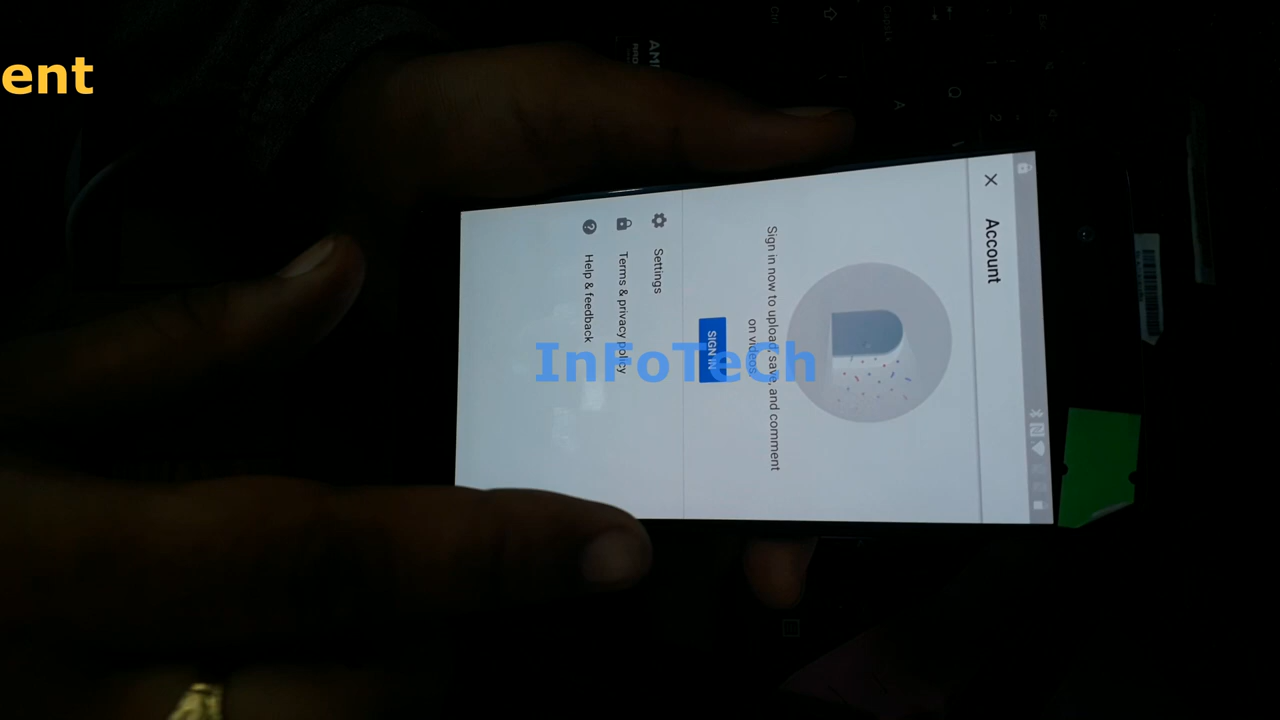 ent
Account
Sign in now to upload, save, and comment
on videos.
SIGN IN
Settings
Terms & privacy policy
Help & feedback
InFoTeCh